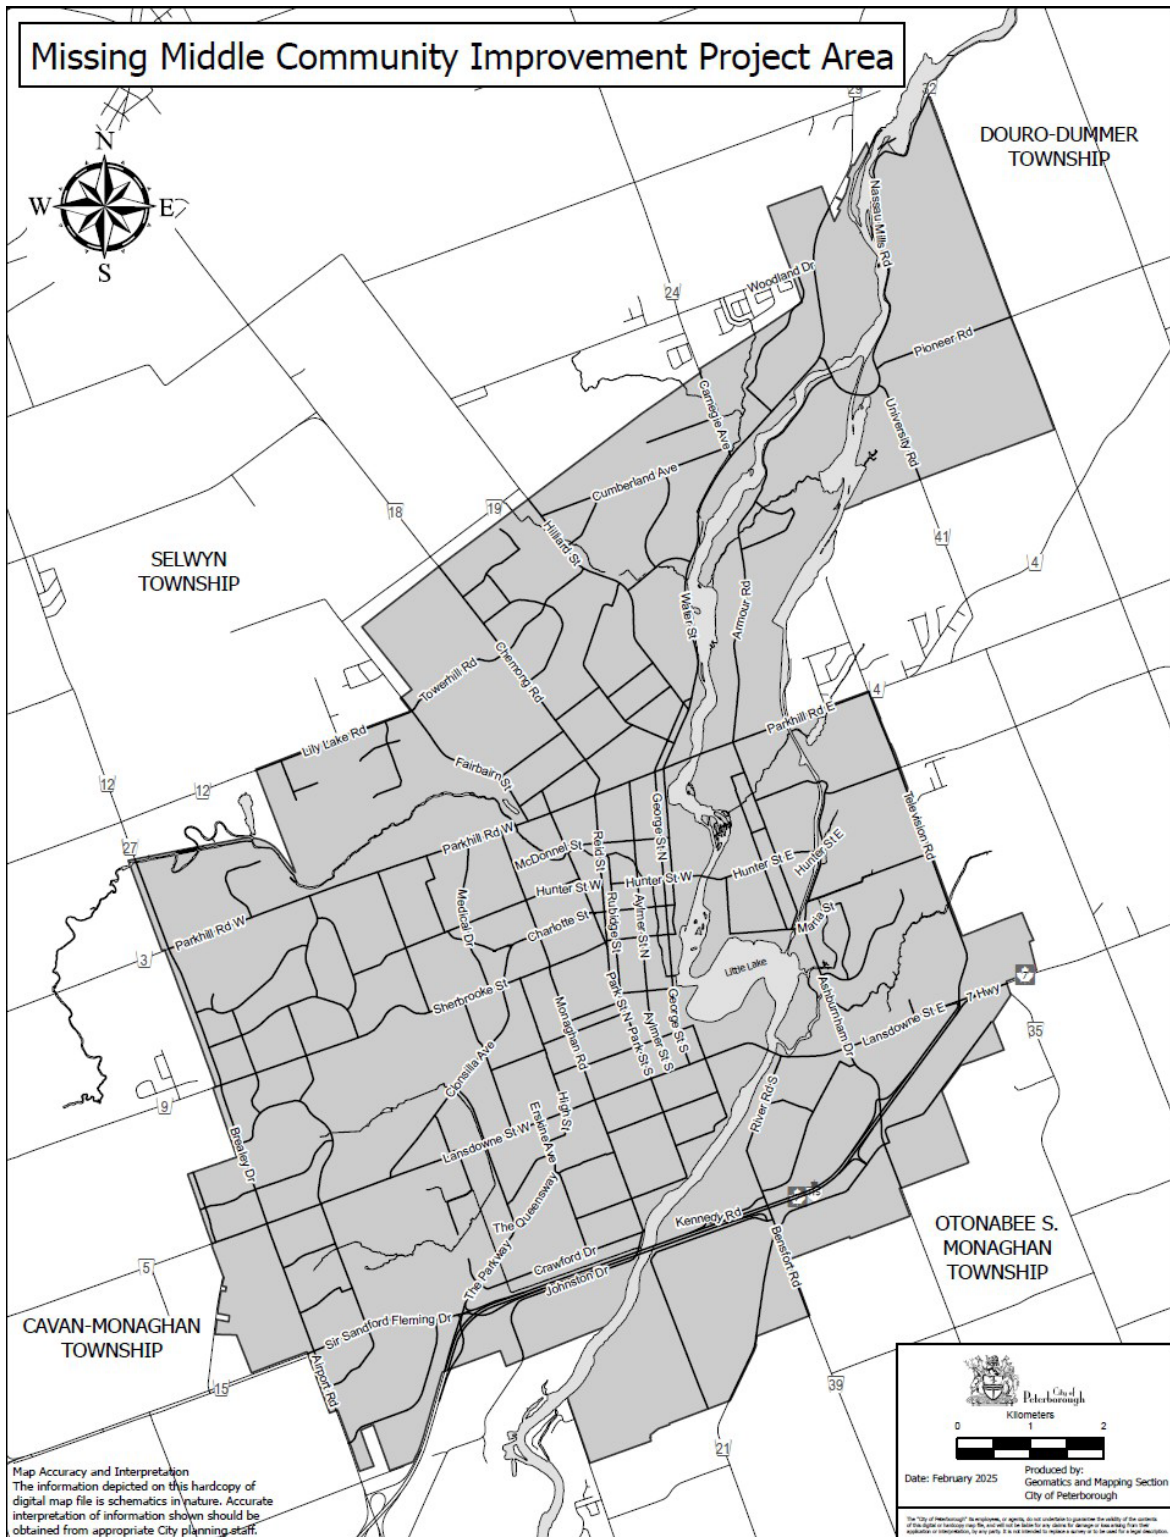 Missing Middle Community Improvement Project Area
29
32
DOURO-DUMMER
TOWNSHIP
N
W
E
S
Nassau Mills Rd
Woodland Dr
24
Pioneer Rd
Carnegie Ave
University Rd
Cumberland Ave
18
19
Hilliard St
41
4
SELWYN
TOWNSHIP
Water St
Armour Rd
Chemong Rd
Towerhill Rd
4
Parkhill Rd E
Lily Lake Rd
Fairbairn St
12
12
Television Rd
George St N
27
Parkhill Rd W
Reid St
McDonnel St
Hunter St E
Hunter St E
Hunter St W
Hunter St W
Medical Dr
Rubidge St
Aylmer St N
Charlotte St
Maria St
Parkhill Rd W
3
Little Lake
Sherbrooke St
Park St N
George St S
Ashburnham Dr
7 Hwy
7
Monaghan Rd
Aylmer St S
Park St S
Lansdowne St E
35
Clonsilla Ave
9
High St
River Rd S
Erskine Ave
Lansdowne St W
Brealey Dr
The Queensway
Kennedy Rd
OTONABEE S.
MONAGHAN
TOWNSHIP
The Parkway
Crawford Dr
Bensfort Rd
5
Johnston Dr
CAVAN-MONAGHAN
TOWNSHIP
Sir Sandford Fleming Dr
Airport Rd
15
39
21
City of
Peterborough
Kilometers
0 1 2
Date: February 2025
Produced by:
Geomatics and Mapping Section
City of Peterborough
Map Accuracy and Interpretation
The information depicted on this hardcopy of
digital map file is schematics in nature. Accurate
interpretation of information shown should be
obtained from appropriate City planning staff.